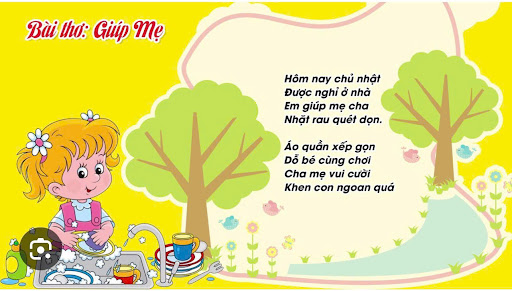 Bài thơ: Giúp Mẹ
Hôm nay chủ nhật
Được nghỉ ở nhà
Em giúp mẹ cha
Nhặt rau quét dọn.
Áo quần xếp gọn
Dỗ bé cùng chơi
Cha mẹ vui cười
Khen con ngoan quá